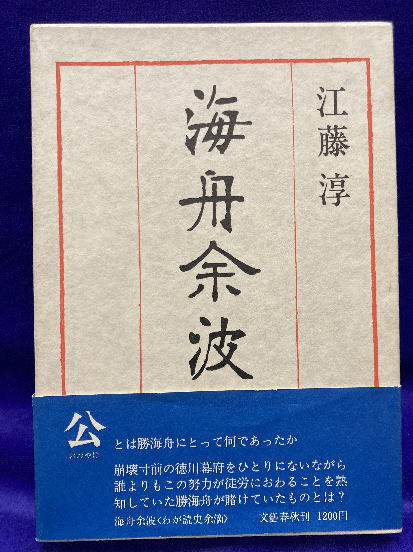 江藤淳
海舟余波
公とは勝海舟にとって何であったか
おおやけ
崩壊寸前の徳川幕府をひとりにないながら
誰よりもこの努力が徒労におわることを熟
知していた勝海舟が賭けていたものとは?
海舟余波〈わが読史余滴〉 文藝春秋刊 1200円